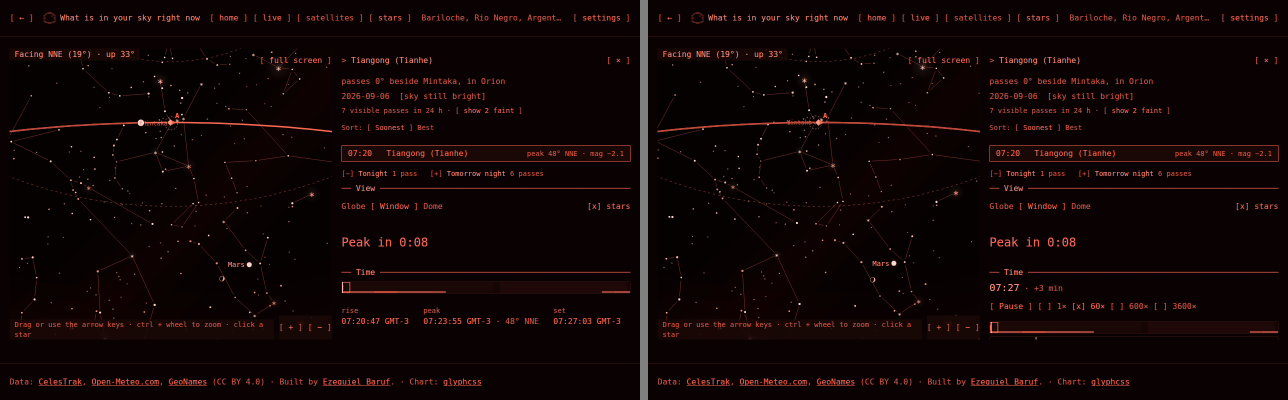 [ ← ] What is in your sky right now [ home ] [ live ] [ satellites ] [ stars ] Bariloche, Rio Negro, Argent… [ settings ]
Facing NNE (19°) · up 33°
[ full screen ]
> Tiangong (Tianhe) [ × ]
passes 0° beside Mintaka, in Orion
2026-09-06 [sky still bright]
7 visible passes in 24 h · [ show 2 faint ]
Sort: [ Soonest ] Best
07:20 Tiangong (Tianhe) peak 48° NNE · mag −2.1
[−] Tonight 1 pass [+] Tomorrow night 6 passes
View
Globe [ Window ] Dome [x] stars
Peak in 0:08
Mars
Time
rise peak set
07:20:47 GMT-3 07:23:55 GMT-3 · 48° NNE 07:27:03 GMT-3
Drag or use the arrow keys · ctrl + wheel to zoom · click a
star
[ + ] [ − ]
Data: CelesTrak, Open-Meteo.com, GeoNames (CC BY 4.0) · Built by Ezequiel Baruf. · Chart: glyphcss
[ ← ] What is in your sky right now [ home ] [ live ] [ satellites ] [ stars ] Bariloche, Rio Negro, Argent… [ settings ]
Facing NNE (19°) · up 33°
[ full screen ]
> Tiangong (Tianhe) [ × ]
passes 0° beside Mintaka, in Orion
2026-09-06 [sky still bright]
7 visible passes in 24 h · [ show 2 faint ]
Mintaka
Sort: [ Soonest ] Best
07:20 Tiangong (Tianhe) peak 48° NNE · mag −2.1
[−] Tonight 1 pass [+] Tomorrow night 6 passes
View
Globe [ Window ] Dome [x] stars
Peak in 0:08
Mars
Time
07:27 · +3 min
[ Pause ] [ ] 1× [x] 60× [ ] 600× [ ] 3600×
Drag or use the arrow keys · ctrl + wheel to zoom · click a
star
[ + ] [ − ]
Data: CelesTrak, Open-Meteo.com, GeoNames (CC BY 4.0) · Built by Ezequiel Baruf. · Chart: glyphcss